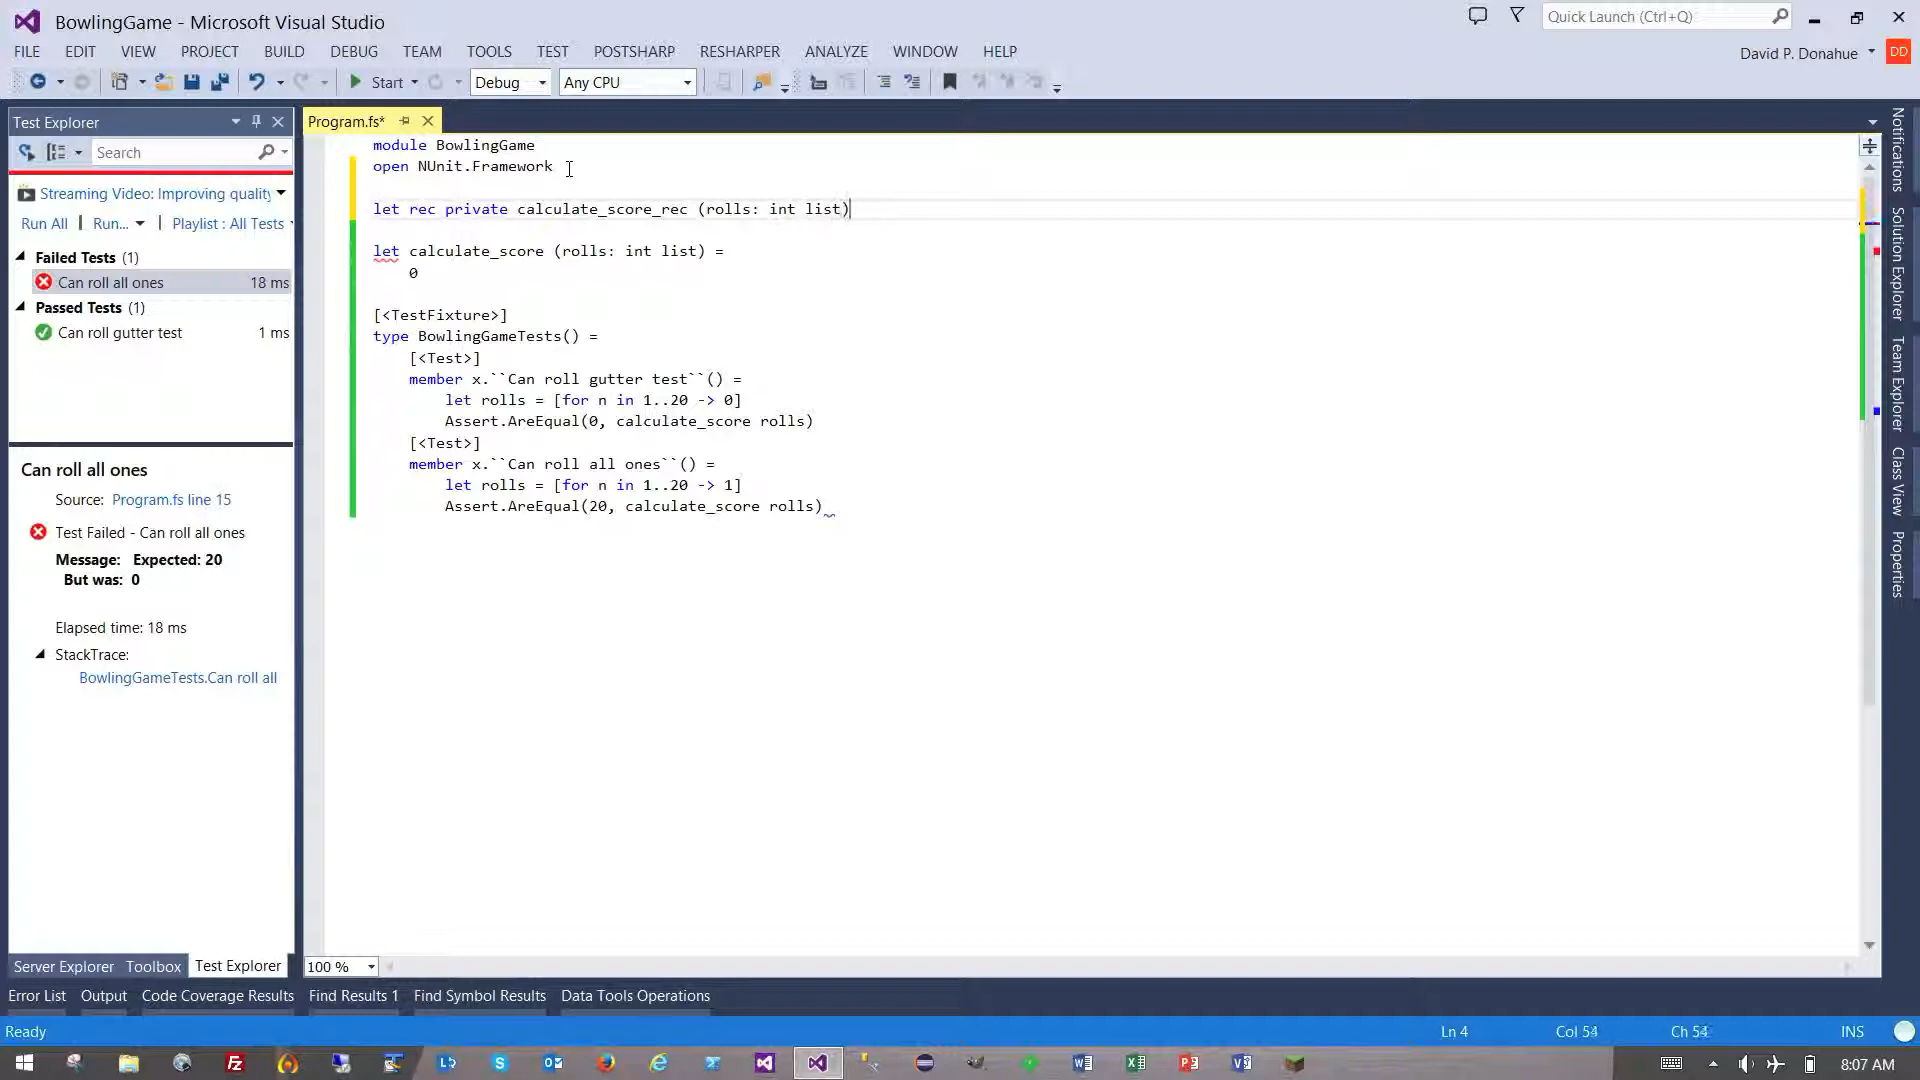 BowlingGame - Microsoft Visual Studio
Quick Launch (Ctrl+Q)
FILE EDIT VIEW PROJECT BUILD DEBUG TEAM TOOLS TEST POSTSHARP RESHARPER ANALYZE WINDOW HELP
David P. Donahue DD
Start Debug Any CPU
Test Explorer
Search
Streaming Video: Improving quality
Run All | Run... | Playlist : All Tests
Failed Tests (1)
Can roll all ones 18 ms
Passed Tests (1)
Can roll gutter test 1 ms
Can roll all ones
Source: Program.fs line 15
Test Failed - Can roll all ones
Message: Expected: 20
But was: 0
Elapsed time: 18 ms
StackTrace:
BowlingGameTests.Can roll all
Server Explorer Toolbox Test Explorer
Program.fs*
module BowlingGame
open NUnit.Framework
let rec private calculate_score_rec (rolls: int list)
let calculate_score (rolls: int list) =
0
[<TestFixture>]
type BowlingGameTests() =
[<Test>]
member x.``Can roll gutter test``() =
let rolls = [for n in 1..20 -> 0]
Assert.AreEqual(0, calculate_score rolls)
[<Test>]
member x.``Can roll all ones``() =
let rolls = [for n in 1..20 -> 1]
Assert.AreEqual(20, calculate_score rolls)
100 %
Notifications
Solution Explorer
Team Explorer
Class View
Properties
Error List Output Code Coverage Results Find Results 1 Find Symbol Results Data Tools Operations
Ready Ln 4 Col 54 Ch 54 INS
8:07 AM